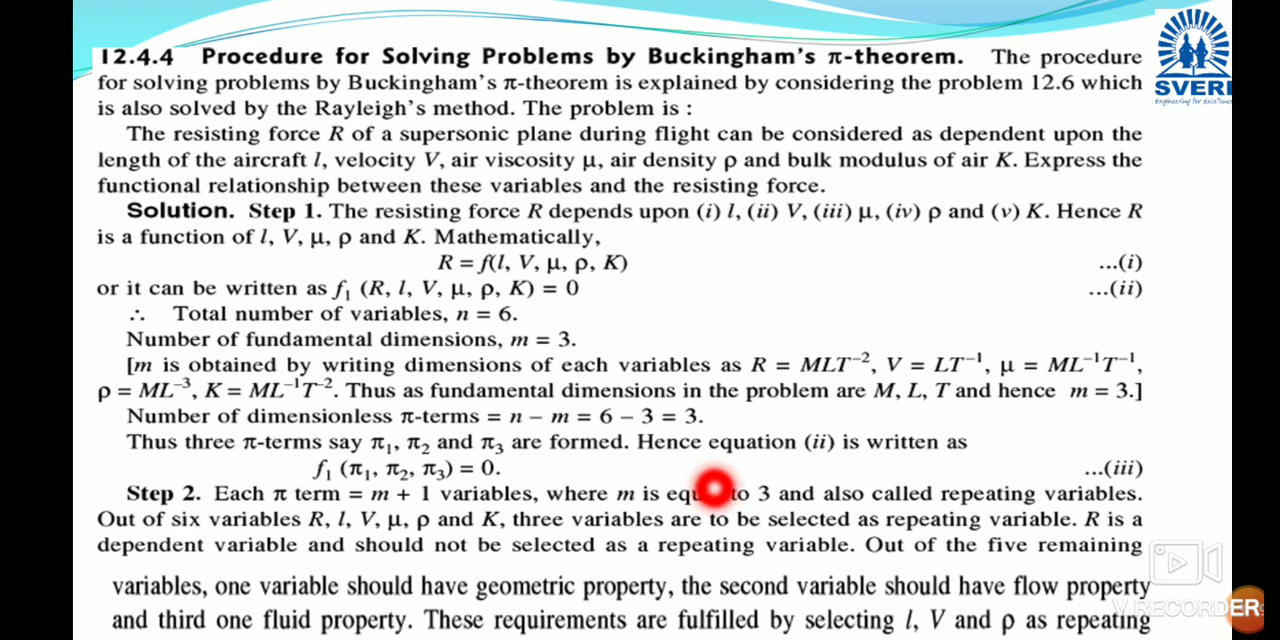 12.4.4 Procedure for Solving Problems by Buckingham's π-theorem. The procedure
for solving problems by Buckingham's π-theorem is explained by considering the problem 12.6 which
is also solved by the Rayleigh's method. The problem is :
The resisting force R of a supersonic plane during flight can be considered as dependent upon the
length of the aircraft l, velocity V, air viscosity μ, air density ρ and bulk modulus of air K. Express the
functional relationship between these variables and the resisting force.
Solution. Step 1. The resisting force R depends upon (i) l, (ii) V, (iii) μ, (iv) ρ and (v) K. Hence R
is a function of l, V, μ, ρ and K. Mathematically,
R = f(l, V, μ, ρ, K) ...(i)
or it can be written as f₁ (R, l, V, μ, ρ, K) = 0 ...(ii)
∴ Total number of variables, n = 6.
Number of fundamental dimensions, m = 3.
[m is obtained by writing dimensions of each variables as R = MLT⁻², V = LT⁻¹, μ = ML⁻¹T⁻¹,
ρ = ML⁻³, K = ML⁻¹T⁻². Thus as fundamental dimensions in the problem are M, L, T and hence m = 3.]
Number of dimensionless π-terms = n – m = 6 – 3 = 3.
Thus three π-terms say π₁, π₂ and π₃ are formed. Hence equation (ii) is written as
f₁ (π₁, π₂, π₃) = 0. ...(iii)
Step 2. Each π term = m + 1 variables, where m is equal to 3 and also called repeating variables.
Out of six variables R, l, V, μ, ρ and K, three variables are to be selected as repeating variable. R is a
dependent variable and should not be selected as a repeating variable. Out of the five remaining
variables, one variable should have geometric property, the second variable should have flow property
and third one fluid property. These requirements are fulfilled by selecting l, V and ρ as repeating
SVERI
Engineering for Excellence
V RECORDER